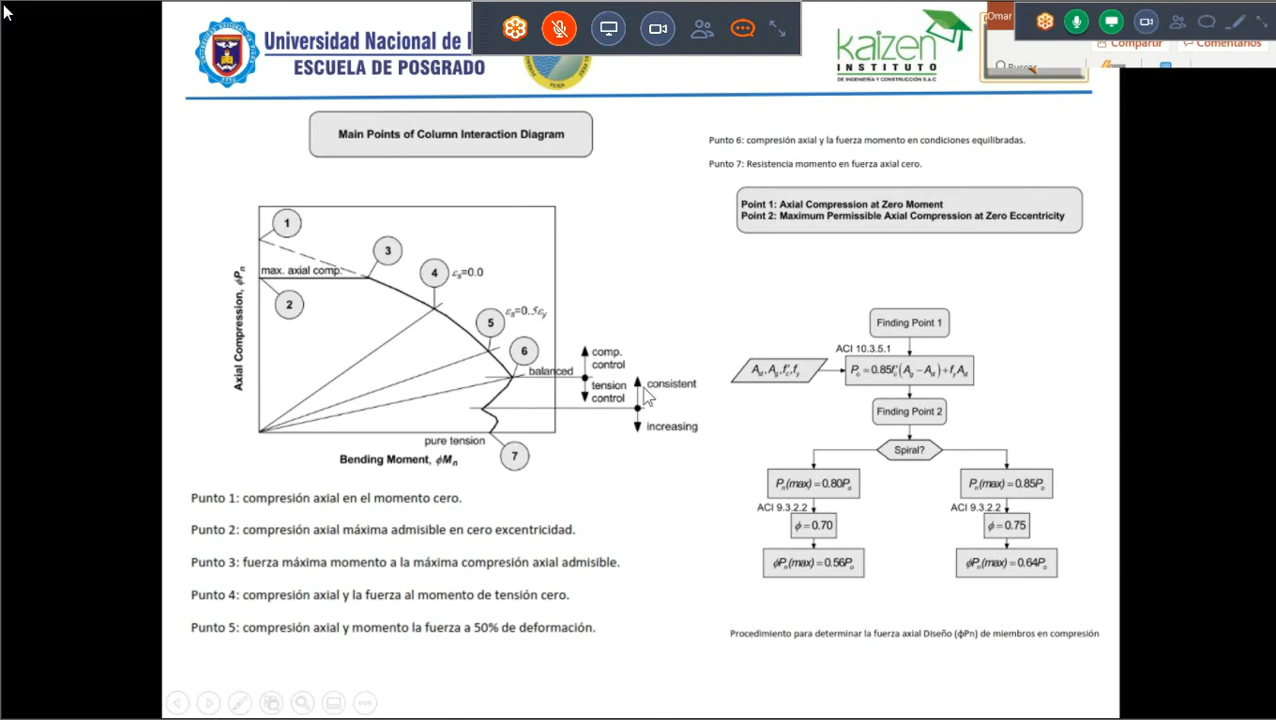 Universidad Nacional de
ESCUELA DE POSGRADO
PUNA
kaizen
INSTITUTO
DE INGENIERÍA Y CONSTRUCCIÓN S.A.C
Omar
Compartir
Comentarios
Buscar
Main Points of Column Interaction Diagram
Axial Compression, ϕPn
1
max. axial comp.
2
3
4
εs=0.0
5
εs=0.5εy
6
balanced
comp.
control
tension
control
consistent
increasing
pure tension
7
Bending Moment, ϕMn
Punto 1: compresión axial en el momento cero.
Punto 2: compresión axial máxima admisible en cero excentricidad.
Punto 3: fuerza máxima momento a la máxima compresión axial admisible.
Punto 4: compresión axial y la fuerza al momento de tensión cero.
Punto 5: compresión axial y momento la fuerza a 50% de deformación.
Punto 6: compresión axial y la fuerza momento en condiciones equilibradas.
Punto 7: Resistencia momento en fuerza axial cero.
Point 1: Axial Compression at Zero Moment
Point 2: Maximum Permissible Axial Compression at Zero Eccentricity
Finding Point 1
ACI 10.3.5.1
Ast, Ag, f'c, fy
Po = 0.85f'c(Ag − Ast) + fyAst
Finding Point 2
Spiral?
Pn(max) = 0.80Po
Pn(max) = 0.85Po
ACI 9.3.2.2
ACI 9.3.2.2
ϕ = 0.70
ϕ = 0.75
ϕPn(max) = 0.56Po
ϕPn(max) = 0.64Po
Procedimiento para determinar la fuerza axial Diseño (ϕPn) de miembros en compresión